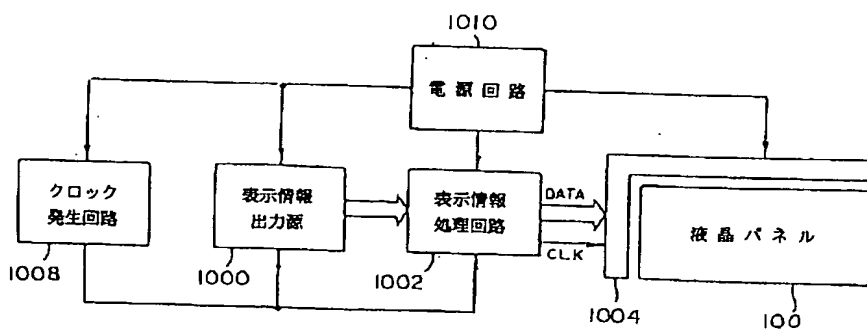 1010
電源回路
クロック
発生回路
1008
表示情報
出力源
1000
表示情報
処理回路
1002
DATA
CLK
1004
液晶パネル
100